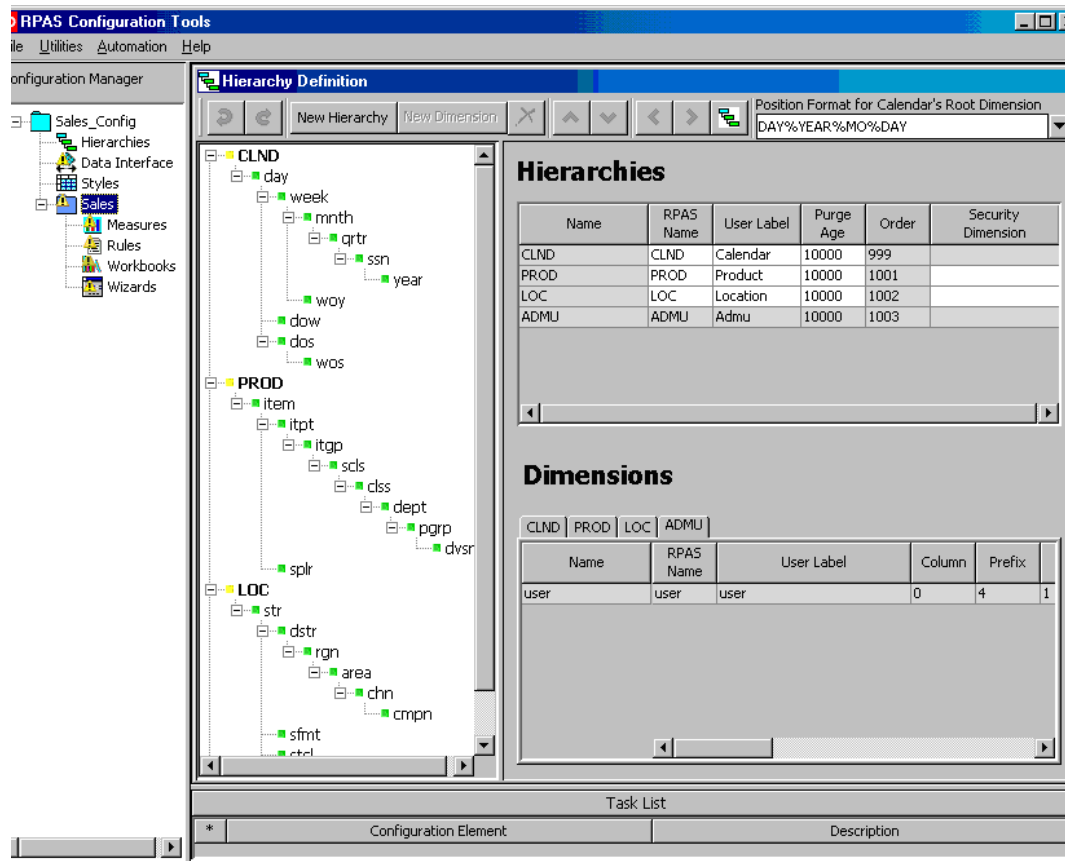 RPAS Configuration Tools
ile Utilities Automation Help
onfiguration Manager
Sales_Config
Hierarchies
Data Interface
Styles
Sales
Measures
Rules
Workbooks
Wizards
Hierarchy Definition
New Hierarchy New Dimension
Position Format for Calendar's Root Dimension
DAY%YEAR%MO%DAY
CLND
day
week
mnth
qrtr
ssn
year
woy
dow
dos
wos
PROD
item
itpt
itgp
scls
clss
dept
pgrp
dvsr
splr
LOC
str
dstr
rgn
area
chn
cmpn
sfmt
stcl
Hierarchies
Name RPAS Name User Label Purge Age Order Security Dimension
CLND CLND Calendar 10000 999
PROD PROD Product 10000 1001
LOC LOC Location 10000 1002
ADMU ADMU Admu 10000 1003
Dimensions
CLND PROD LOC ADMU
Name RPAS Name User Label Column Prefix
user user user 0 4 1
Task List
* Configuration Element Description